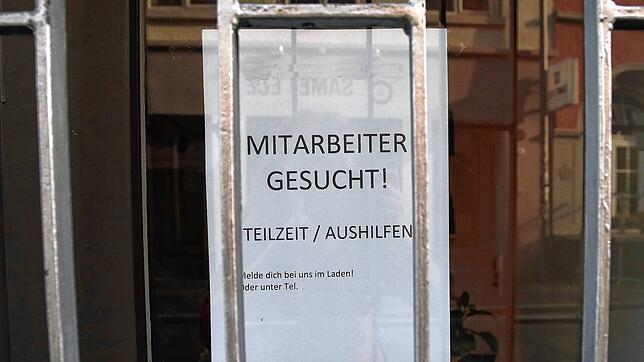 MITARBEITER
GESUCHT!
TEILZEIT / AUSHILFEN
Melde dich bei uns im Laden!
Oder unter Tel.